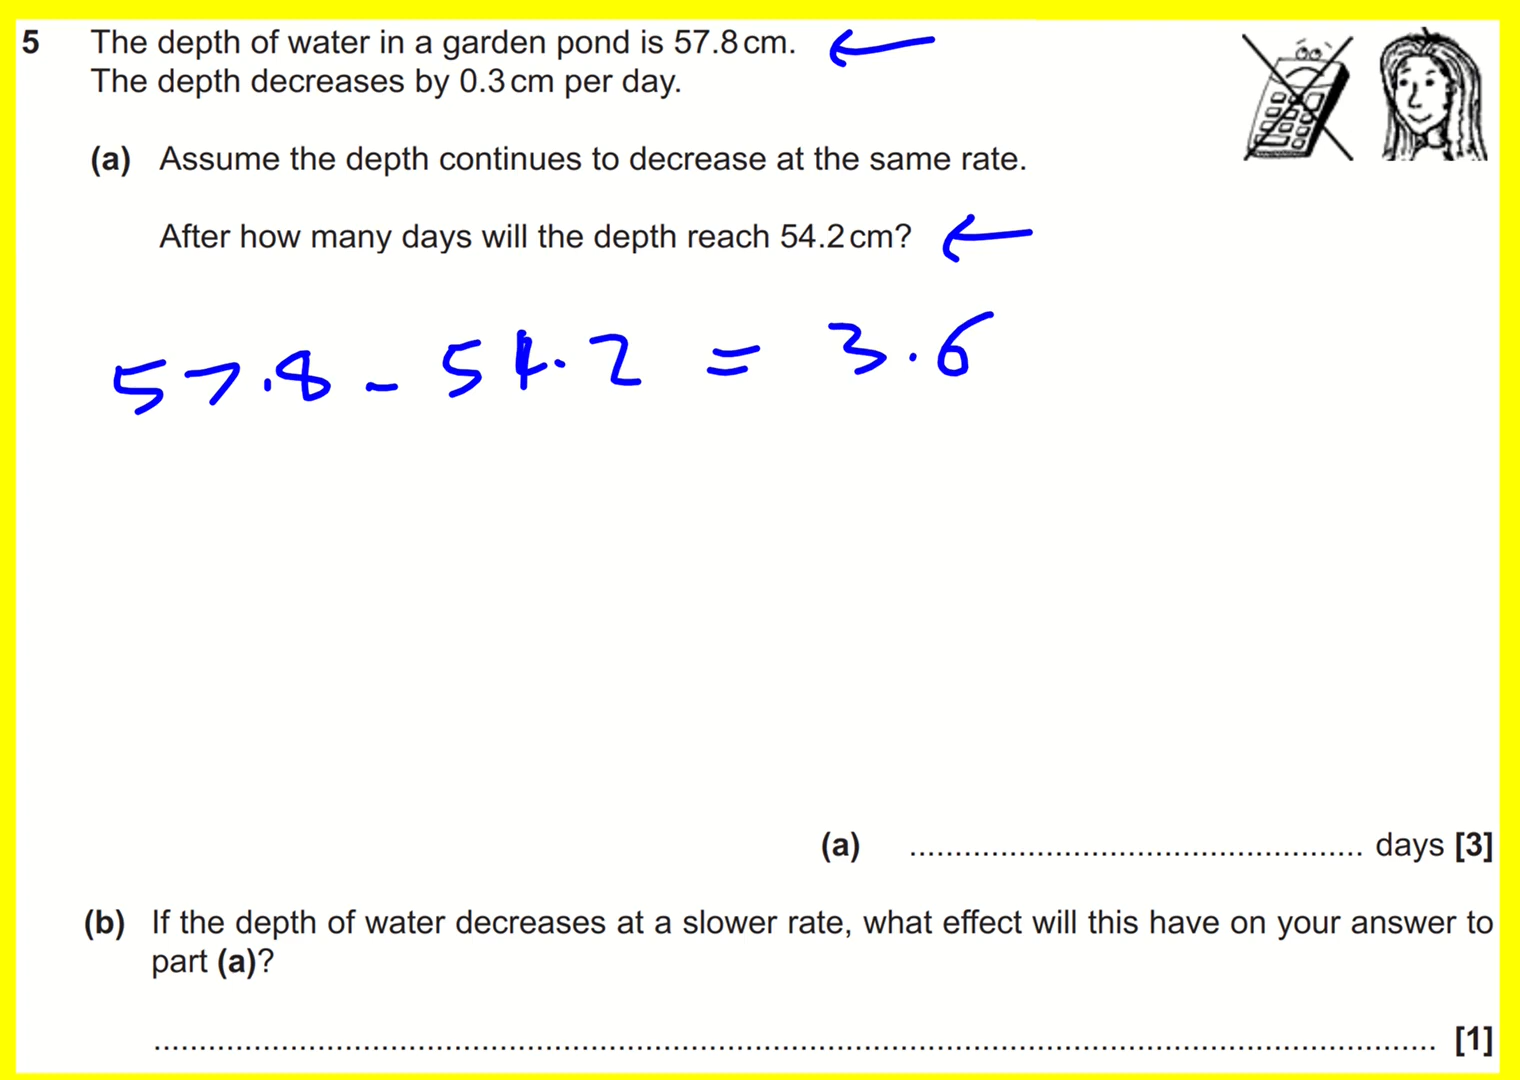 5 The depth of water in a garden pond is 57.8 cm.
The depth decreases by 0.3 cm per day.
(a) Assume the depth continues to decrease at the same rate.
After how many days will the depth reach 54.2 cm?
57.8 - 54.2 = 3.6
(a) .................................................. days [3]
(b) If the depth of water decreases at a slower rate, what effect will this have on your answer to
part (a)?
.............................................................................................................................................. [1]